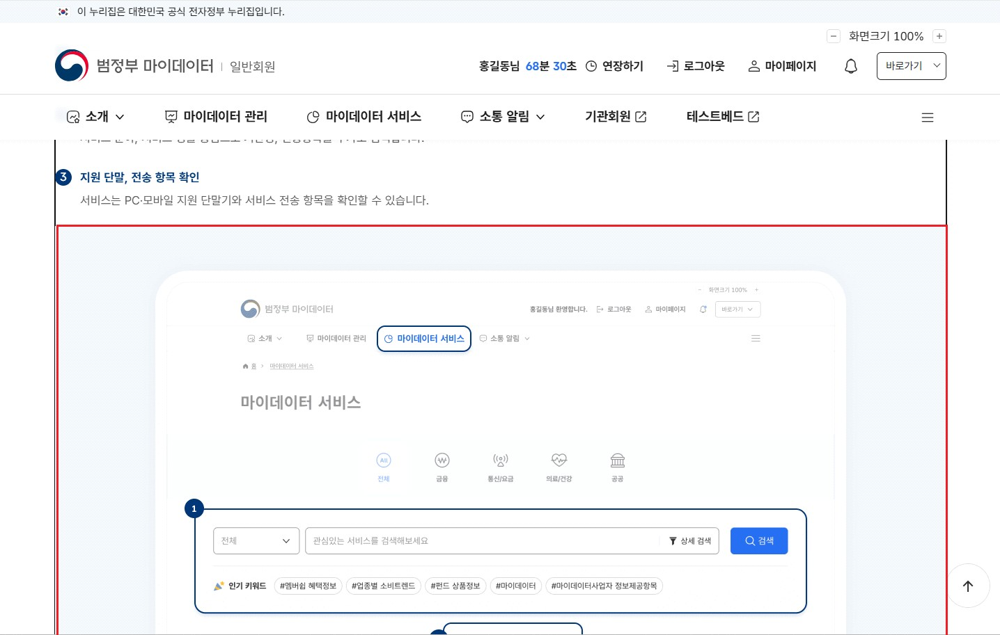 이 누리집은 대한민국 공식 전자정부 누리집입니다.
화면크기 100%
범정부 마이데이터 일반회원
홍길동님 68분 30초 연장하기 로그아웃 마이페이지 바로가기
소개 마이데이터 관리 마이데이터 서비스 소통 알림 기관회원 테스트베드
3 지원 단말, 전송 항목 확인
서비스는 PC·모바일 지원 단말기와 서비스 전송 항목을 확인할 수 있습니다.
화면크기 100%
범정부 마이데이터 홍길동님 환영합니다. 로그아웃 마이페이지 바로가기
소개 마이데이터 관리 마이데이터 서비스 소통 알림
홈 > 마이데이터 서비스
마이데이터 서비스
All
전체 금융 통신/요금 의료/건강 공공
1
전체 관심있는 서비스를 검색해보세요 상세 검색 검색
인기 키워드 #멤버쉽 혜택정보 #업종별 소비트렌드 #펀드 상품정보 #마이데이터 #마이데이터사업자 정보제공항목